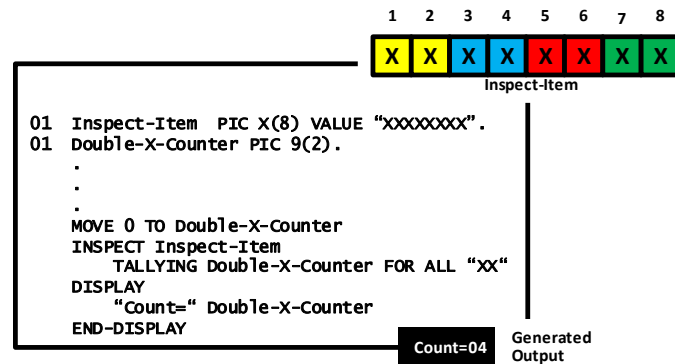 1 2 3 4 5 6 7 8
X X X X X X X X
Inspect-Item
01 Inspect-Item PIC X(8) VALUE “XXXXXXXX”.
01 Double-X-Counter PIC 9(2).
.
.
.
MOVE 0 TO Double-X-Counter
INSPECT Inspect-Item
TALLYING Double-X-Counter FOR ALL “XX“
DISPLAY
“Count=“ Double-X-Counter
END-DISPLAY
Count=04
Generated
Output